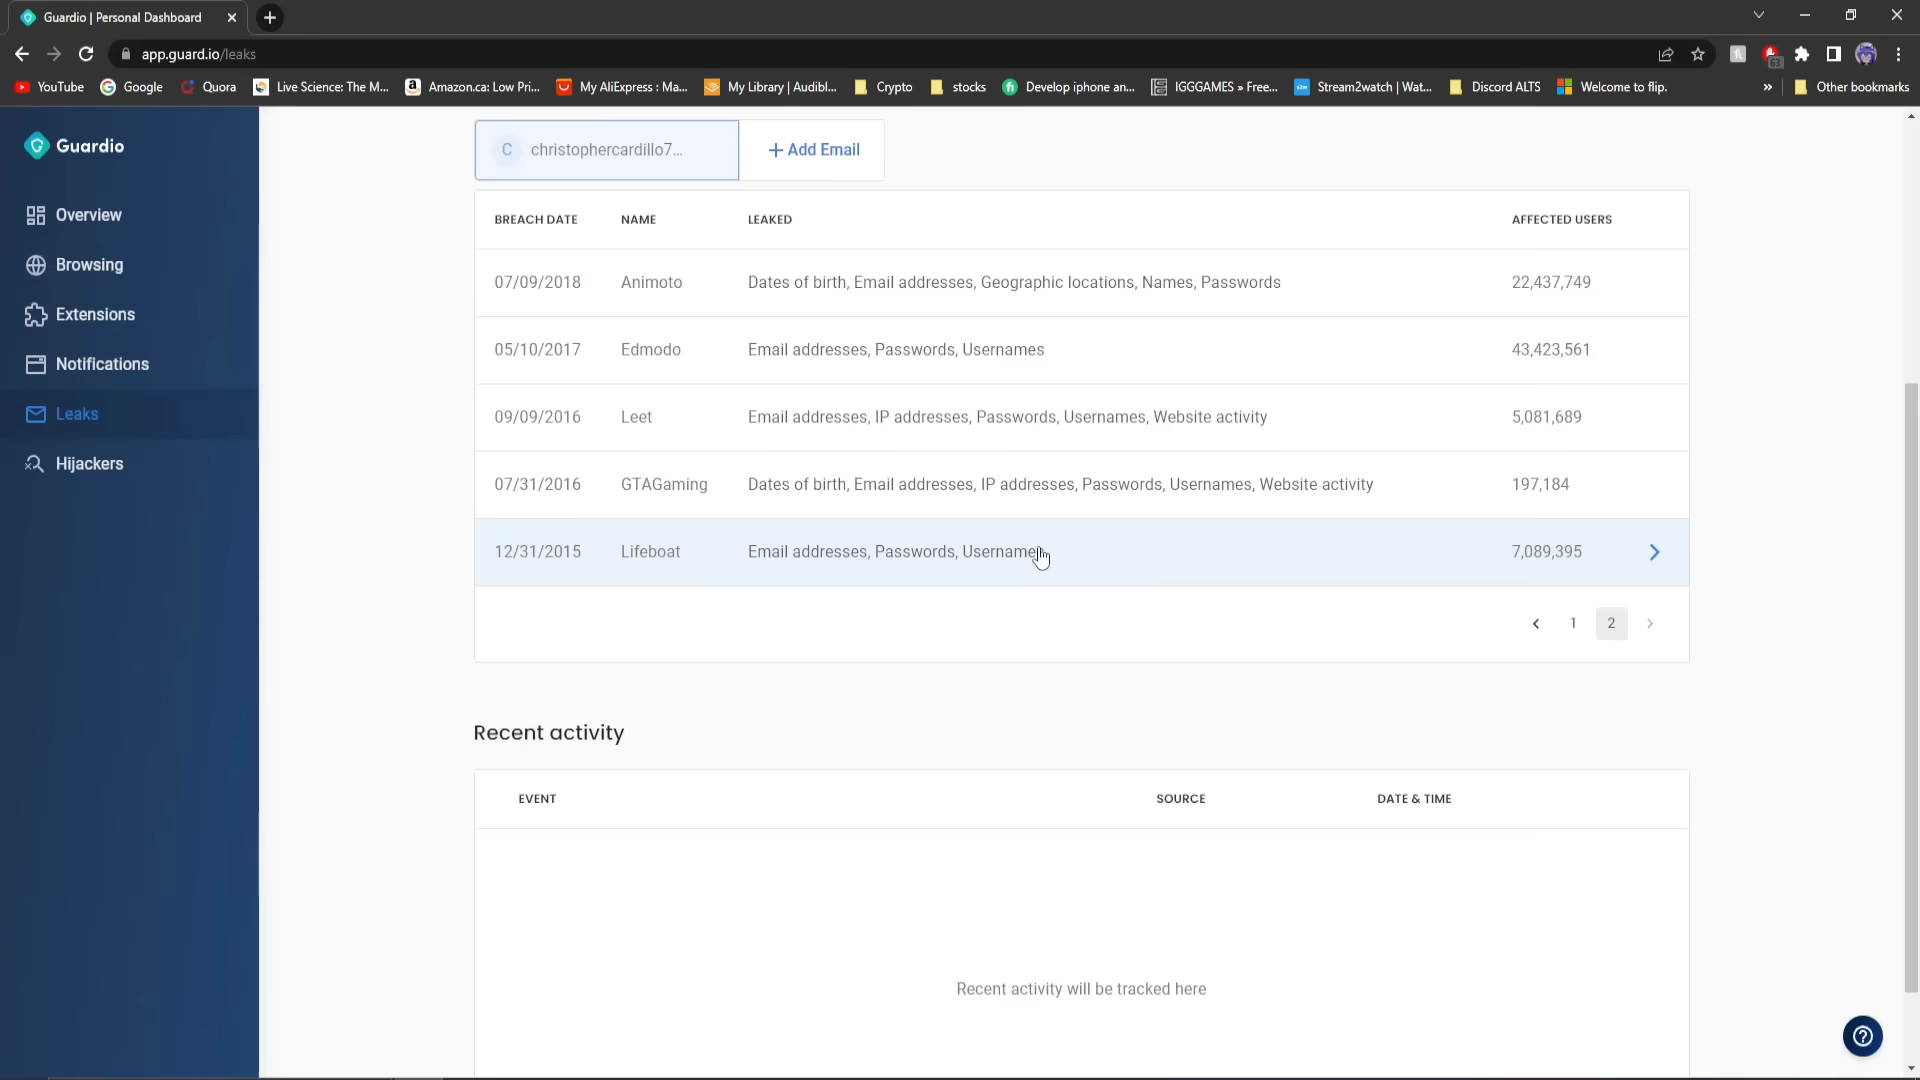 Guardio | Personal Dashboard
app.guard.io/leaks
63
YouTube
Google
Quora
Live Science: The M...
Amazon.ca: Low Pri...
My AliExpress : Ma...
My Library | Audibl...
Crypto
stocks
Develop iphone an...
IGGGAMES » Free...
Stream2watch | Wat...
Discord ALTS
Welcome to flip.
»
Other bookmarks
Guardio
Overview
Browsing
Extensions
Notifications
Leaks
Hijackers
C christophercardillo7...
+ Add Email
BREACH DATE NAME LEAKED AFFECTED USERS
07/09/2018 Animoto Dates of birth, Email addresses, Geographic locations, Names, Passwords 22,437,749
05/10/2017 Edmodo Email addresses, Passwords, Usernames 43,423,561
09/09/2016 Leet Email addresses, IP addresses, Passwords, Usernames, Website activity 5,081,689
07/31/2016 GTAGaming Dates of birth, Email addresses, IP addresses, Passwords, Usernames, Website activity 197,184
12/31/2015 Lifeboat Email addresses, Passwords, Usernames 7,089,395
1 2
Recent activity
EVENT SOURCE DATE & TIME
Recent activity will be tracked here